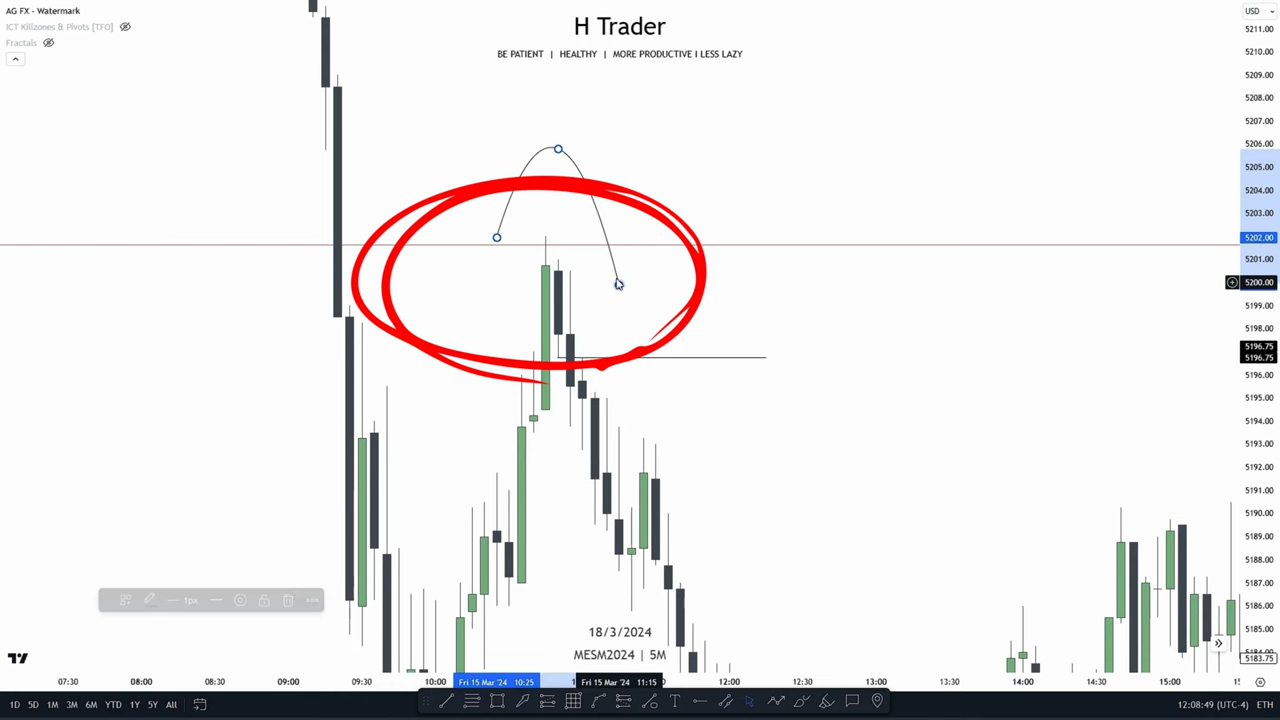 AG FX - Watermark
ICT Killzones & Pivots [TFO]
Fractals
H Trader
BE PATIENT | HEALTHY | MORE PRODUCTIVE I LESS LAZY
USD
5211.00
5210.00
5209.00
5208.00
5207.00
5206.00
5205.00
5204.00
5203.00
5202.00
5201.00
5200.00
5199.00
5198.00
5196.75
5196.75
5196.00
5195.00
5194.00
5193.00
5192.00
5191.00
5190.00
5189.00
5188.00
5187.00
5186.00
5185.00
5183.75
1px
18/3/2024
MESM2024 | 5M
07:30 08:00 08:30 09:00 09:30 10:00 Fri 15 Mar '24 10:25 Fri 15 Mar '24 11:15 12:00 12:30 13:00 13:30 14:00 14:30 15:00
1D 5D 1M 3M 6M YTD 1Y 5Y All
12:08:49 (UTC-4) ETH